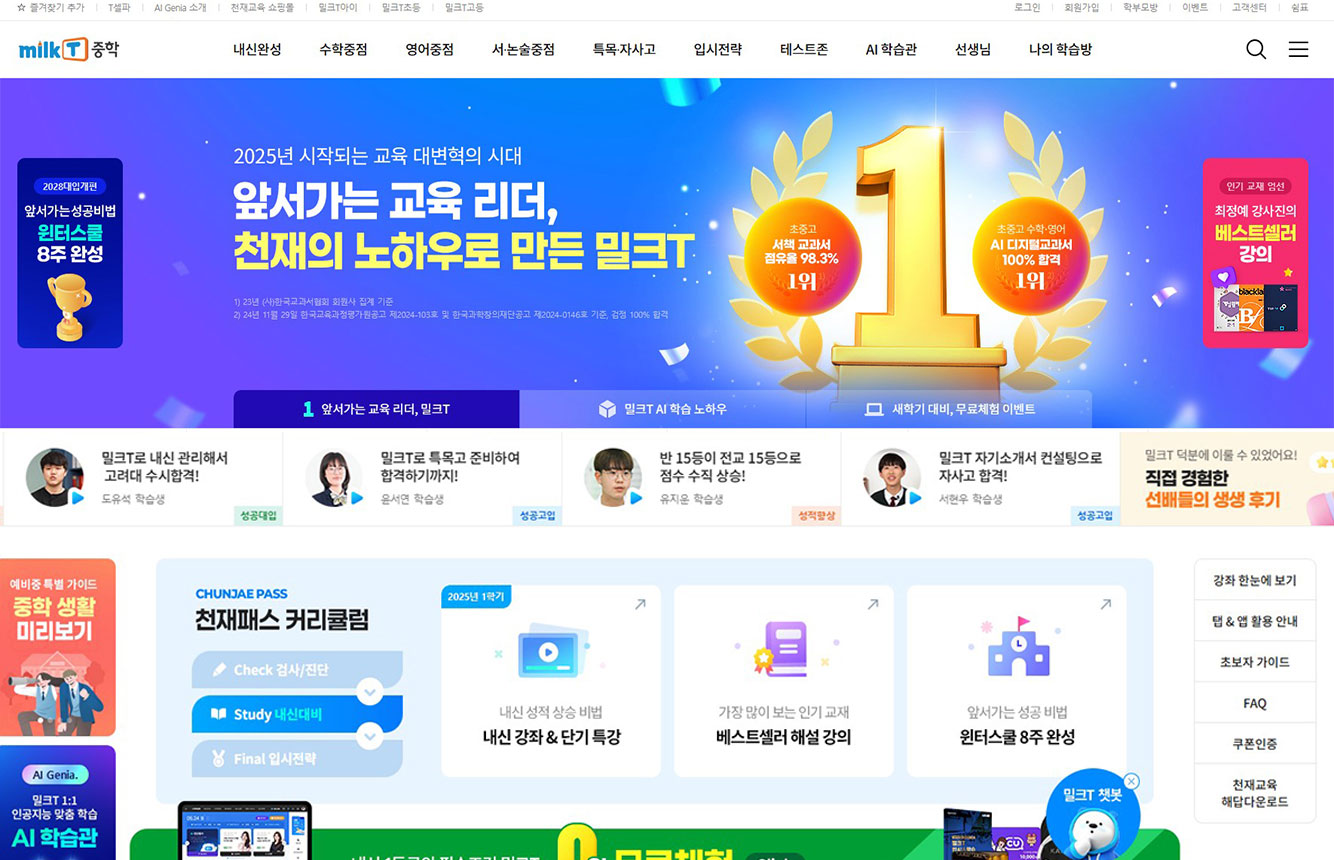 ☆ 즐겨찾기 추가
T셀파
AI Genia 소개
천재교육 쇼핑몰
밀크T아이
밀크T초등
밀크T고등
로그인
회원가입
학부모방
이벤트
고객센터
쉼표
milk T 중학
내신완성
수학중점
영어중점
서·논술중점
특목·자사고
입시전략
테스트존
AI 학습관
선생님
나의 학습방
2028대입개편
앞서가는성공비법
윈터스쿨
8주 완성
2025년 시작되는 교육 대변혁의 시대
앞서가는 교육 리더,
천재의 노하우로 만든 밀크T
1) 23년 (사)한국교과서협회 회원사 집계 기준
2) 24년 11월 29일 한국교육과정평가원공고 제2024-103호 및 한국과학창의재단공고 제2024-0146호 기준, 검정 100% 합격
초중고
서책 교과서
점유율 98.3%
1위
1
초중고 수학·영어
AI 디지털교과서
100% 합격
1위
인기 교재 엄선
최정예 강사진의
베스트셀러
강의
1 앞서가는 교육 리더, 밀크T
밀크T AI 학습 노하우
새학기 대비, 무료체험 이벤트
밀크T로 내신 관리해서
고려대 수시합격!
도유석 학습생
성공대입
밀크T로 특목고 준비하여
합격하기까지!
윤서연 학습생
성공고입
반 15등이 전교 15등으로
점수 수직 상승!
유지운 학습생
성적향상
밀크T 자기소개서 컨설팅으로
자사고 합격!
서현우 학습생
성공고입
밀크T 덕분에 이룰 수 있었어요!
직접 경험한
선배들의 생생 후기
예비중 특별 가이드
중학 생활
미리보기
AI Genia.
밀크T 1:1
인공지능 맞춤 학습
AI 학습관
CHUNJAE PASS
천재패스 커리큘럼
Check 검사/진단
Study 내신대비
Final 입시전략
2025년 1학기
내신 성적 상승 비법
내신 강좌 & 단기 특강
가장 많이 보는 인기 교재
베스트셀러 해설 강의
앞서가는 성공 비법
윈터스쿨 8주 완성
강좌 한눈에 보기
탭 & 앱 활용 안내
초보자 가이드
FAQ
쿠폰인증
천재교육
해답다운로드
밀크T 챗봇